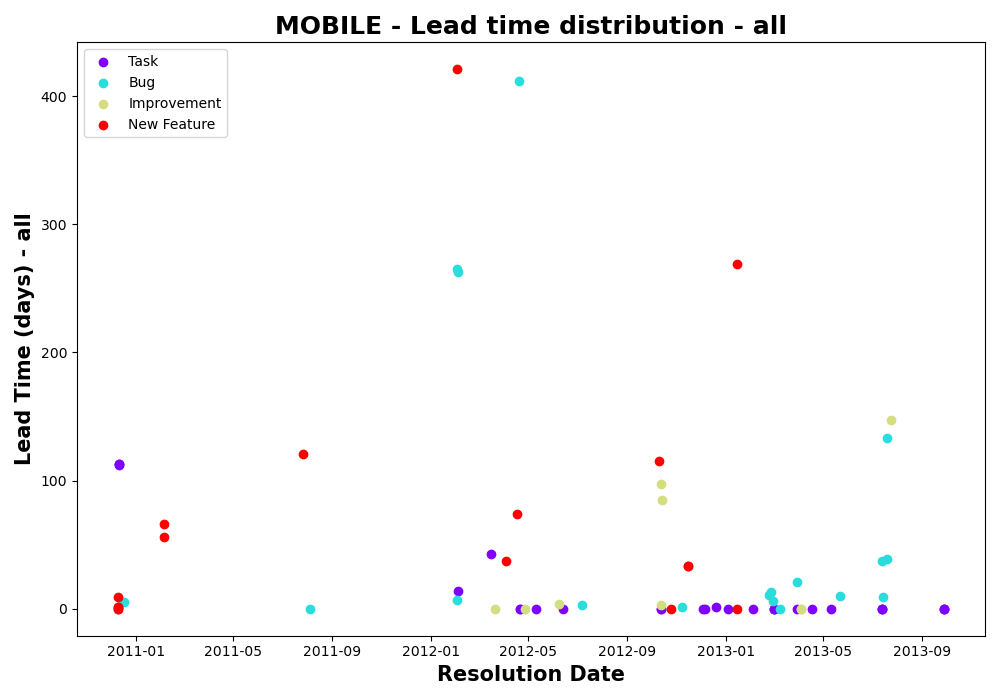 MOBILE - Lead time distribution - all
Task
Bug
Improvement
New Feature
Lead Time (days) - all
400
300
200
100
0
2011-01 2011-05 2011-09 2012-01 2012-05 2012-09 2013-01 2013-05 2013-09
Resolution Date